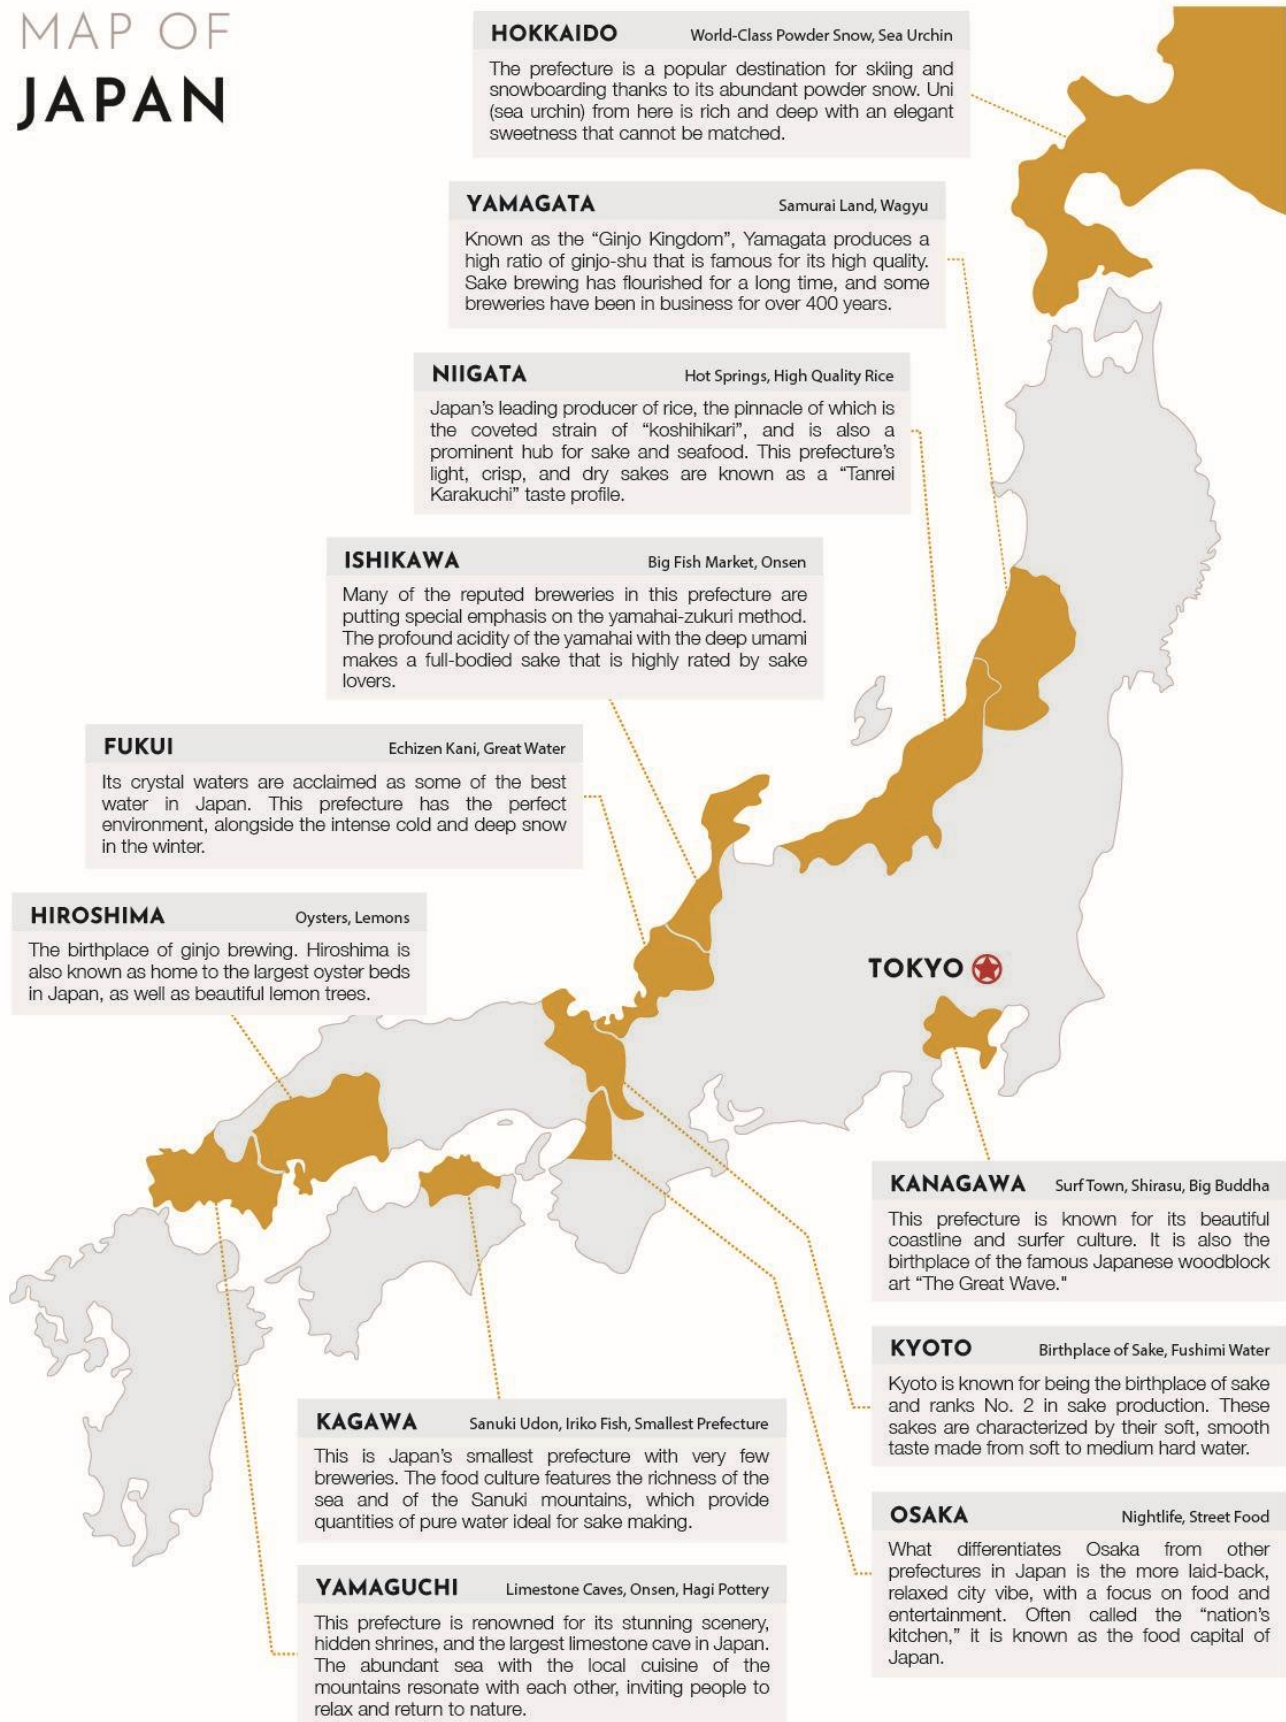 MAP OF
JAPAN
HOKKAIDO World-Class Powder Snow, Sea Urchin
The prefecture is a popular destination for skiing and
snowboarding thanks to its abundant powder snow. Uni
(sea urchin) from here is rich and deep with an elegant
sweetness that cannot be matched.
YAMAGATA Samurai Land, Wagyu
Known as the “Ginjo Kingdom”, Yamagata produces a
high ratio of ginjo-shu that is famous for its high quality.
Sake brewing has flourished for a long time, and some
breweries have been in business for over 400 years.
NIIGATA Hot Springs, High Quality Rice
Japan’s leading producer of rice, the pinnacle of which is
the coveted strain of “koshihikari”, and is also a
prominent hub for sake and seafood. This prefecture’s
light, crisp, and dry sakes are known as a “Tanrei
Karakuchi” taste profile.
ISHIKAWA Big Fish Market, Onsen
Many of the reputed breweries in this prefecture are
putting special emphasis on the yamahai-zukuri method.
The profound acidity of the yamahai with the deep umami
makes a full-bodied sake that is highly rated by sake
lovers.
FUKUI Echizen Kani, Great Water
Its crystal waters are acclaimed as some of the best
water in Japan. This prefecture has the perfect
environment, alongside the intense cold and deep snow
in the winter.
HIROSHIMA Oysters, Lemons
The birthplace of ginjo brewing. Hiroshima is
also known as home to the largest oyster beds
in Japan, as well as beautiful lemon trees.
TOKYO
KANAGAWA Surf Town, Shirasu, Big Buddha
This prefecture is known for its beautiful
coastline and surfer culture. It is also the
birthplace of the famous Japanese woodblock
art “The Great Wave."
KYOTO Birthplace of Sake, Fushimi Water
Kyoto is known for being the birthplace of sake
and ranks No. 2 in sake production. These
sakes are characterized by their soft, smooth
taste made from soft to medium hard water.
KAGAWA Sanuki Udon, Iriko Fish, Smallest Prefecture
This is Japan’s smallest prefecture with very few
breweries. The food culture features the richness of the
sea and of the Sanuki mountains, which provide
quantities of pure water ideal for sake making.
OSAKA Nightlife, Street Food
What differentiates Osaka from other
prefectures in Japan is the more laid-back,
relaxed city vibe, with a focus on food and
entertainment. Often called the “nation’s
kitchen,” it is known as the food capital of
Japan.
YAMAGUCHI Limestone Caves, Onsen, Hagi Pottery
This prefecture is renowned for its stunning scenery,
hidden shrines, and the largest limestone cave in Japan.
The abundant sea with the local cuisine of the
mountains resonate with each other, inviting people to
relax and return to nature.